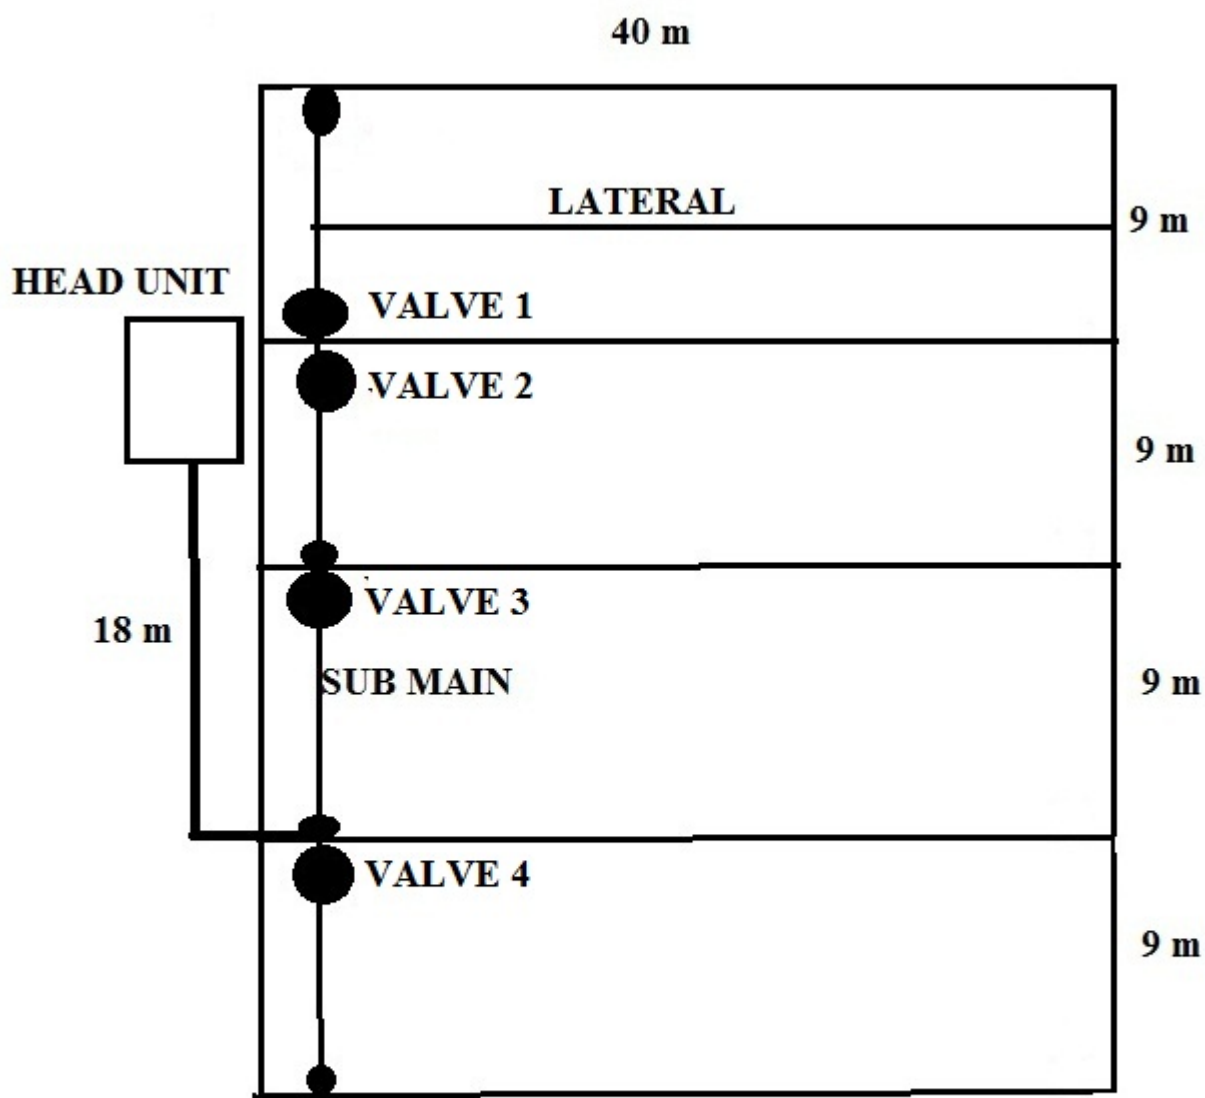 40 m
LATERAL
9 m
HEAD UNIT
VALVE 1
VALVE 2
9 m
VALVE 3
18 m
SUB MAIN
9 m
VALVE 4
9 m